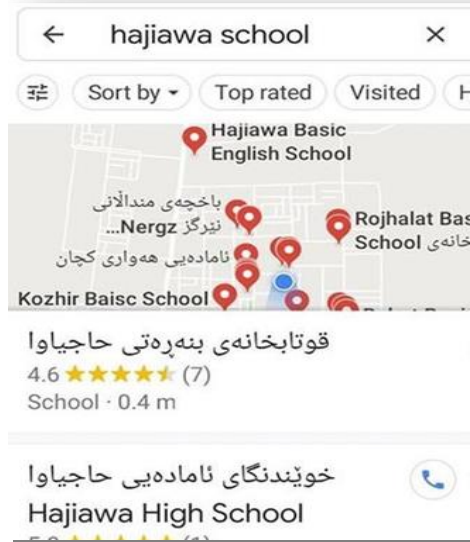 hajiawa school
Sort by
Top rated
Visited
H
Hajiawa Basic
English School
باخچەی منداڵانی
نێرگز Nergz...
Rojhalat Bas
School خانەی
ئامادەیی هەواری کچان
Kozhir Baisc School
قوتابخانەی بنەڕەتی حاجیاوا
4.6 (7)
School · 0.4 m
خوێندنگای ئامادەیی حاجیاوا
Hajiawa High School